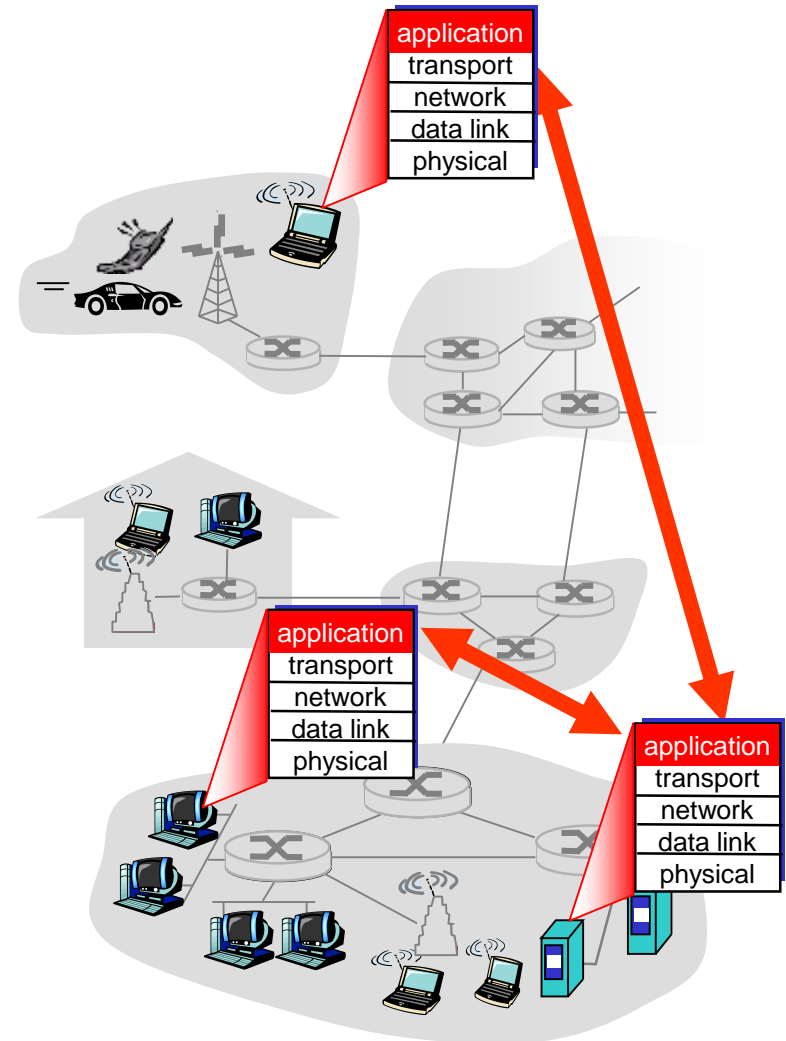 application
transport
network
data link
physical
application
transport
network
data link
physical
application
transport
network
data link
physical